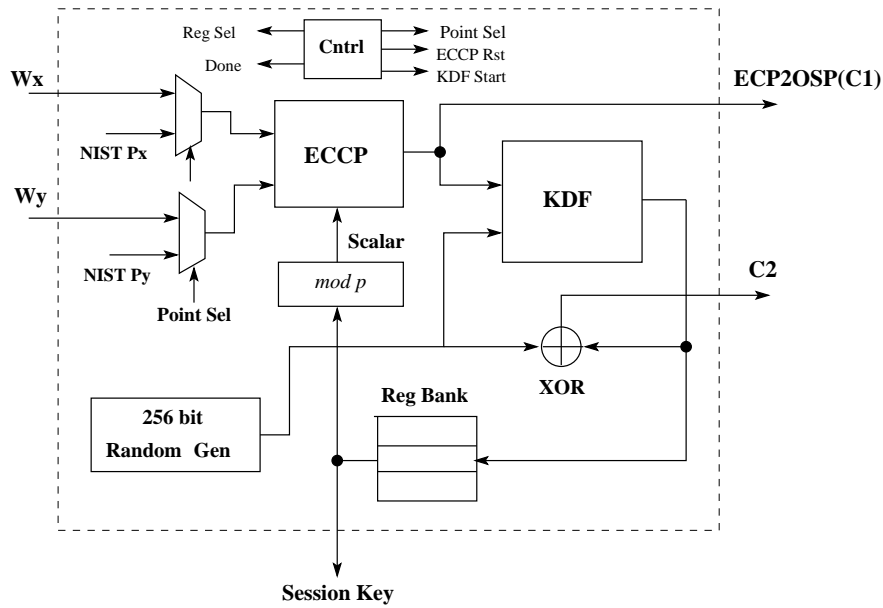 Reg Sel
Cntrl
Point Sel
ECCP Rst
Done
KDF Start
Wx
ECP2OSP(C1)
NIST Px
ECCP
KDF
Wy
Scalar
NIST Py
mod p
C2
Point Sel
XOR
Reg Bank
256 bit
Random Gen
Session Key